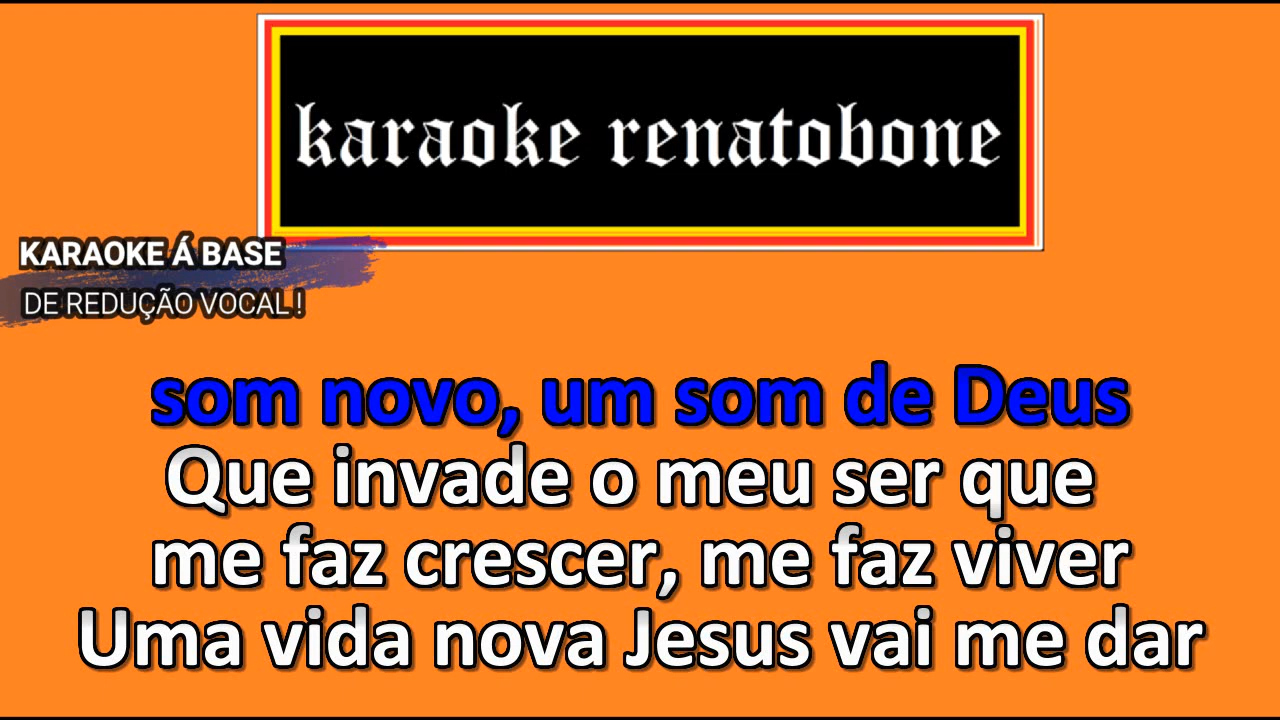 karaoke renatobone
KARAOKE Á BASE
DE REDUÇÃO VOCAL !
som novo, um som de Deus
Que invade o meu ser que
me faz crescer, me faz viver
Uma vida nova Jesus vai me dar